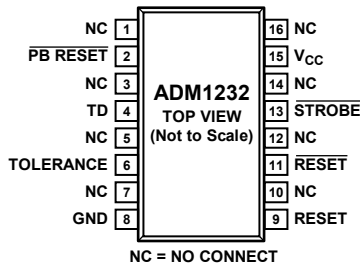 NC 1
PB RESET 2
NC 3
TD 4
NC 5
TOLERANCE 6
NC 7
GND 8
ADM1232
TOP VIEW
(Not to Scale)
16 NC
15 VCC
14 NC
13 STROBE
12 NC
11 RESET
10 NC
9 RESET
NC = NO CONNECT